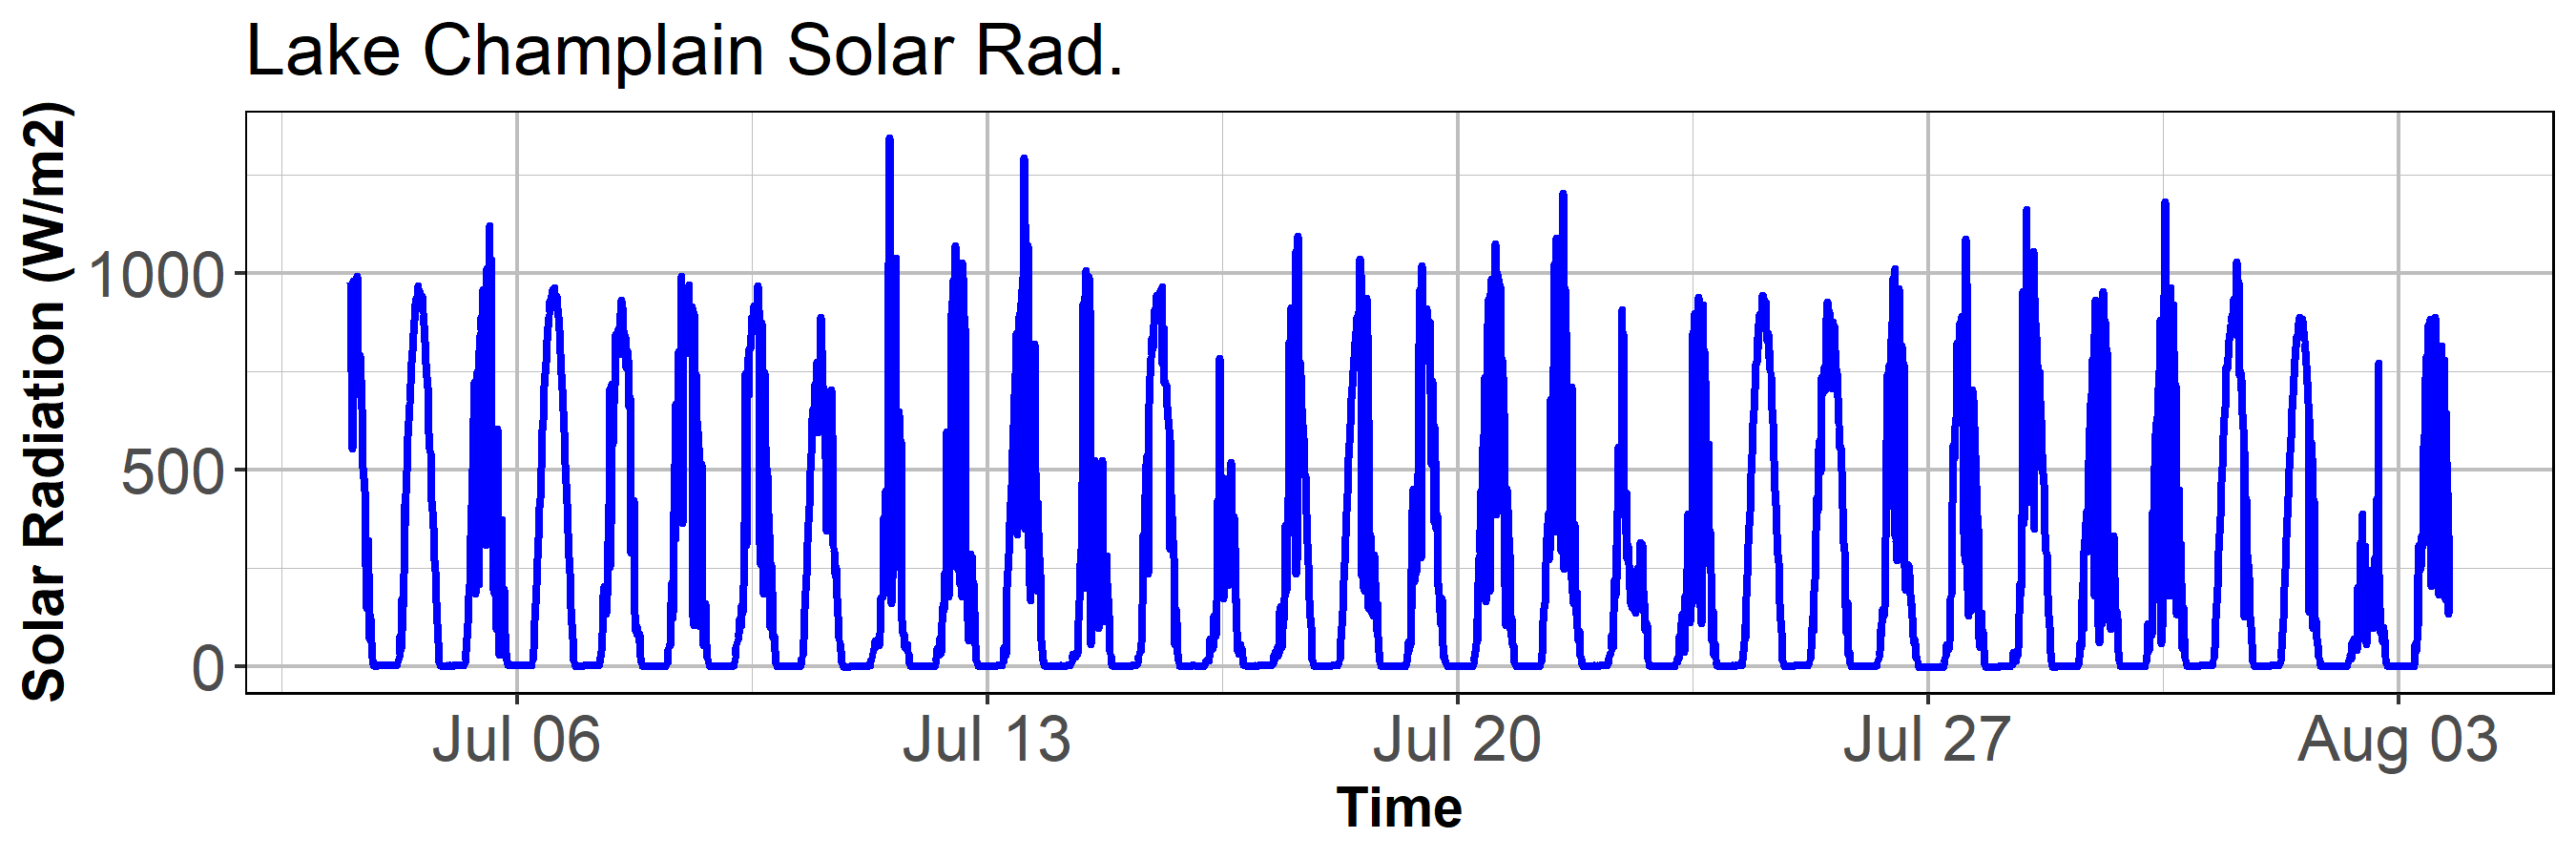 Lake Champlain Solar Rad.
Solar Radiation (W/m2)
1000
500
0
Jul 06
Jul 13
Jul 20
Jul 27
Aug 03
Time